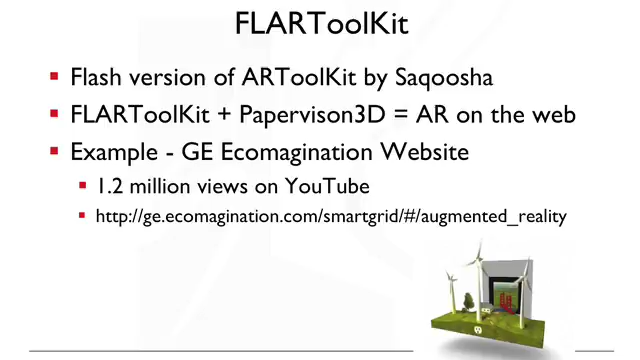 FLARToolKit
Flash version of ARToolKit by Saqoosha
FLARToolKit + Papervison3D = AR on the web
Example - GE Ecomagination Website
1.2 million views on YouTube
http://ge.ecomagination.com/smartgrid/#/augmented_reality